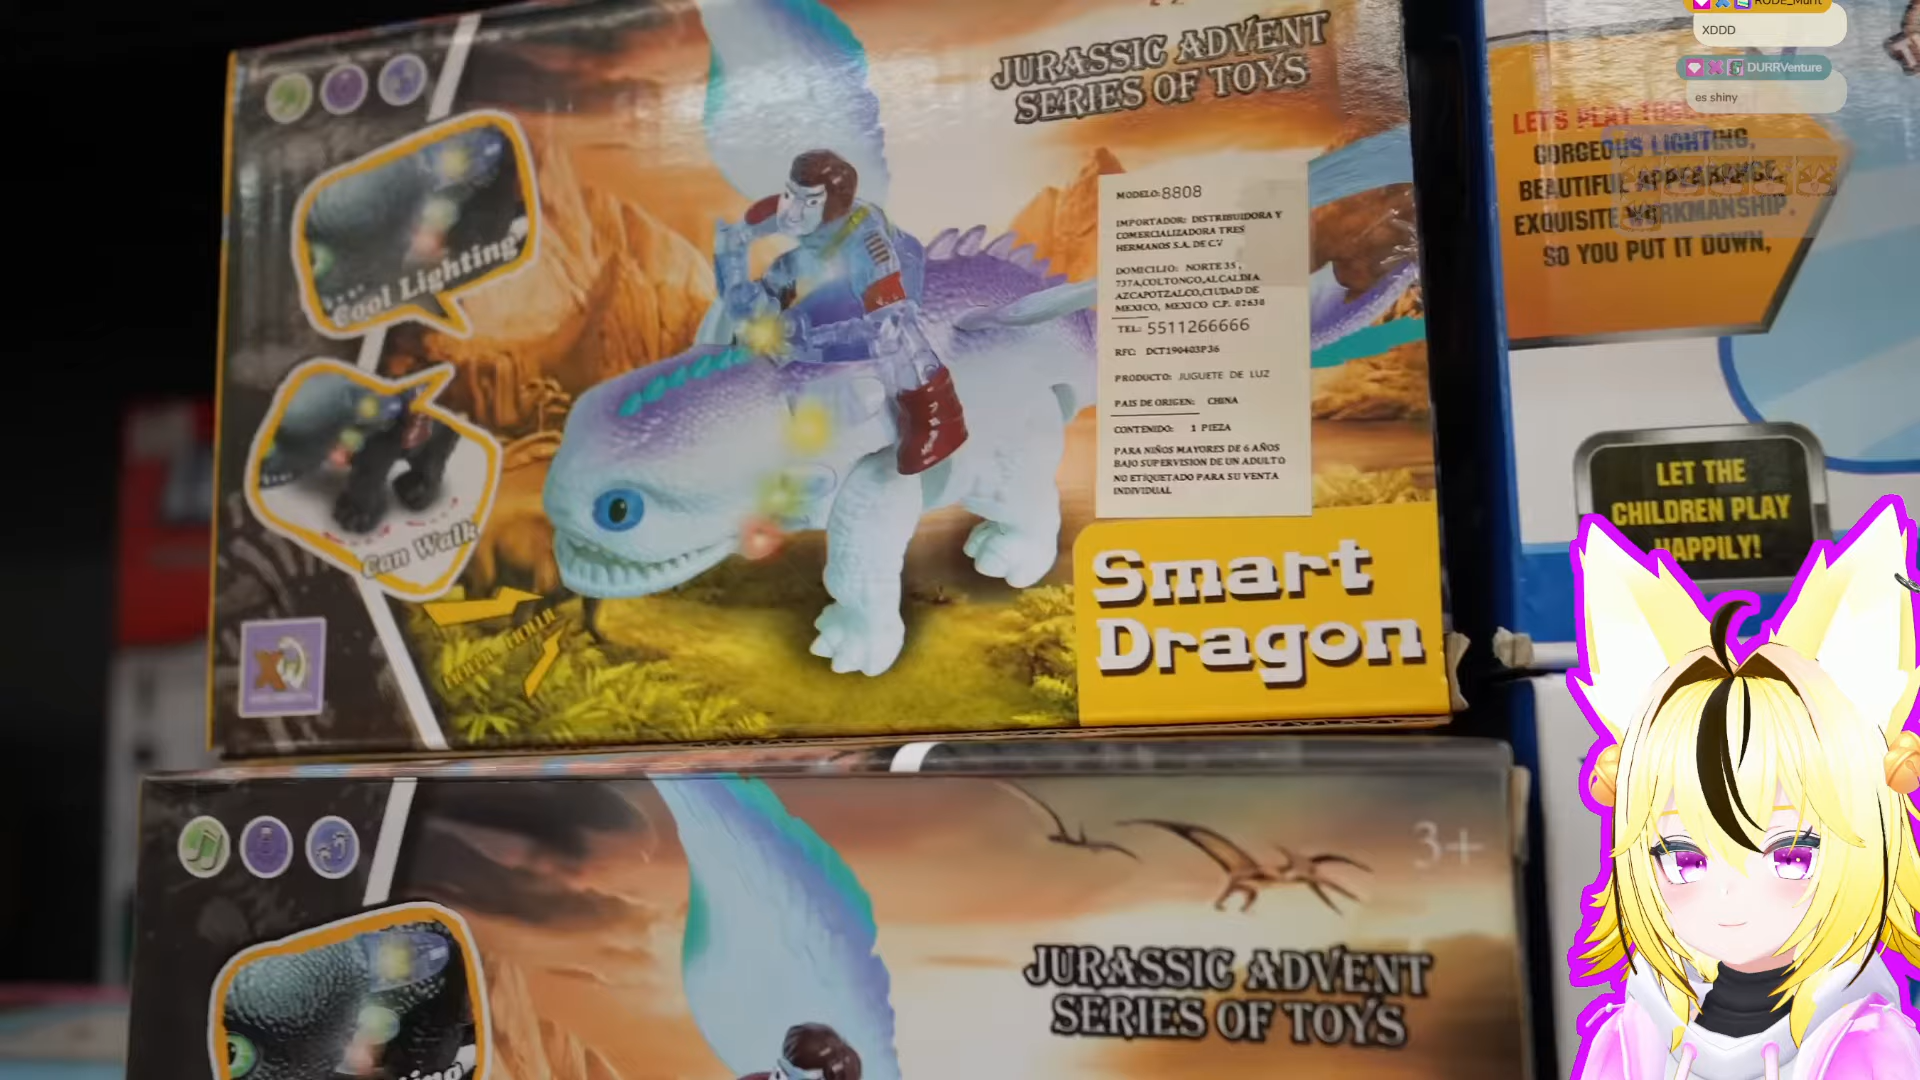 JURASSIC ADVENT
SERIES OF TOYS
Cool Lighting
Can Walk
MODELO: 8808
IMPORTADOR: DISTRIBUIDORA Y
COMERCIALIZADORA TRES
HERMANOS S.A. DE C.V
DOMICILIO: NORTE 35,
737A,COLTONGO,ALCALDIA
AZCAPOTZALCO,CIUDAD DE
MEXICO, MEXICO C.P. 02630
TEL: 5511266666
RFC: DCT190403P36
PRODUCTO: JUGUETE DE LUZ
PAIS DE ORIGEN: CHINA
CONTENIDO: 1 PIEZA
PARA NIÑOS MAYORES DE 6 AÑOS
BAJO SUPERVISION DE UN ADULTO
NO ETIQUETADO PARA SU VENTA
INDIVIDUAL
Smart
Dragon
3+
JURASSIC ADVENT
SERIES OF TOYS
XDDD
DURRVenture
es shiny
LET'S PLAY
GORGEOUS LIGHTING,
BEAUTIFUL APPEARANCE,
EXQUISITE WORKMANSHIP.
SO YOU PUT IT DOWN,
LET THE
CHILDREN PLAY
HAPPILY!